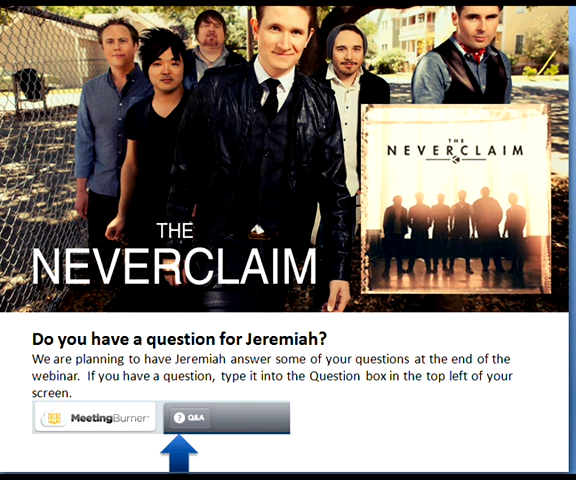 THE
NEVERCLAIM
THE
NEVERCLAIM
Do you have a question for Jeremiah?
We are planning to have Jeremiah answer some of your questions at the end of the
webinar. If you have a question, type it into the Question box in the top left of your
screen.
MeetingBurner
? Q&A